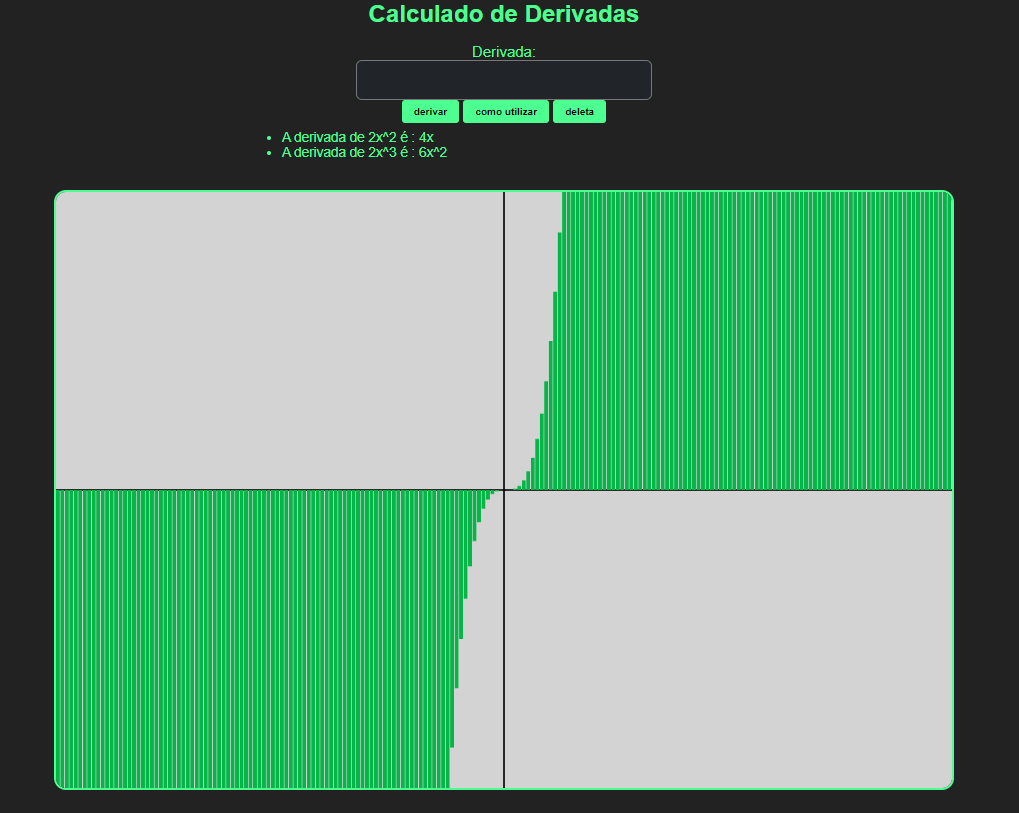 Calculado de Derivadas
Derivada:
derivar como utilizar deleta
A derivada de 2x^2 é : 4x
A derivada de 2x^3 é : 6x^2